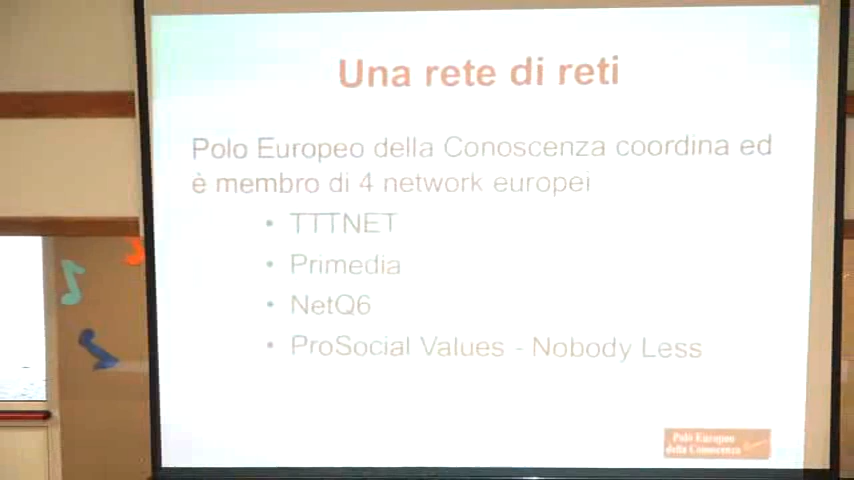 Una rete di reti
Polo Europeo della Conoscenza coordina ed
è membro di 4 network europei
• TTTNET
• Primedia
• NetQ6
• ProSocial Values - Nobody Less
Polo Europeo
della Conoscenza